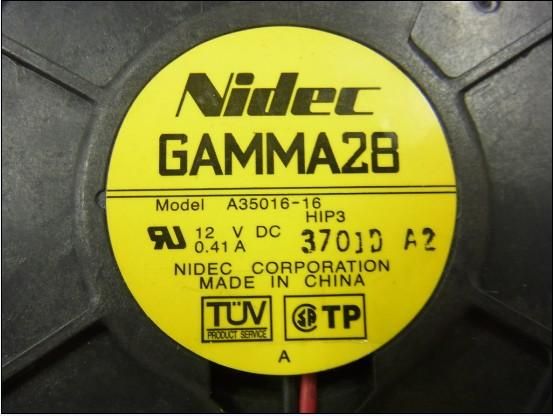 Nidec
GAMMA28
Model A35016-16
HIP3
12 V DC
0.41 A
3701D A2
NIDEC CORPORATION
MADE IN CHINA
TÜV
PRODUCT SERVICE
SA TP
A